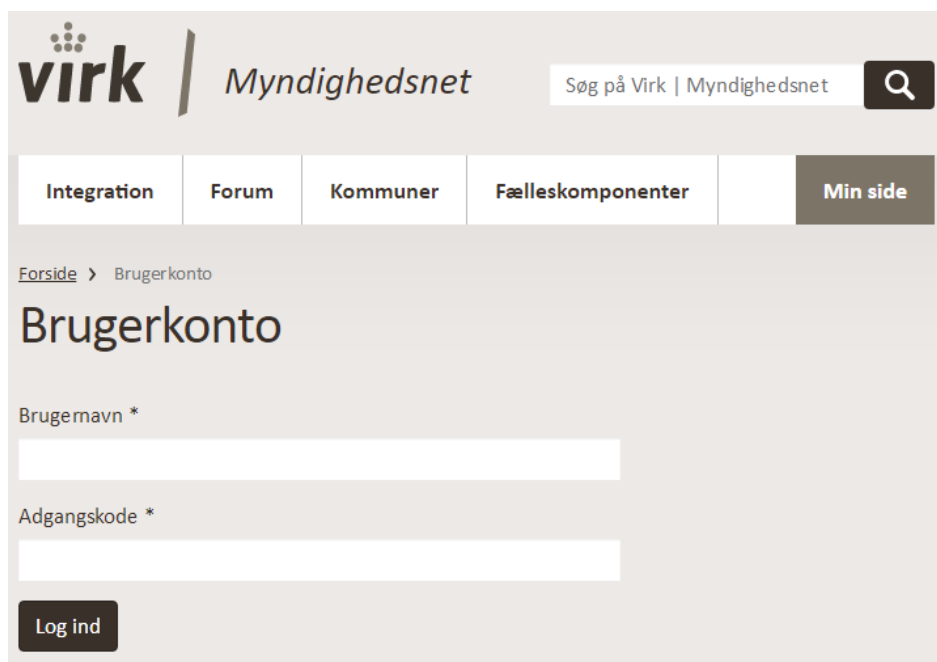 virk
Myndighedsnet
Søg på Virk | Myndighedsnet
Integration Forum Kommuner Fælleskomponenter Min side
Forside > Brugerkonto
Brugerkonto
Brugernavn *
Adgangskode *
Log ind